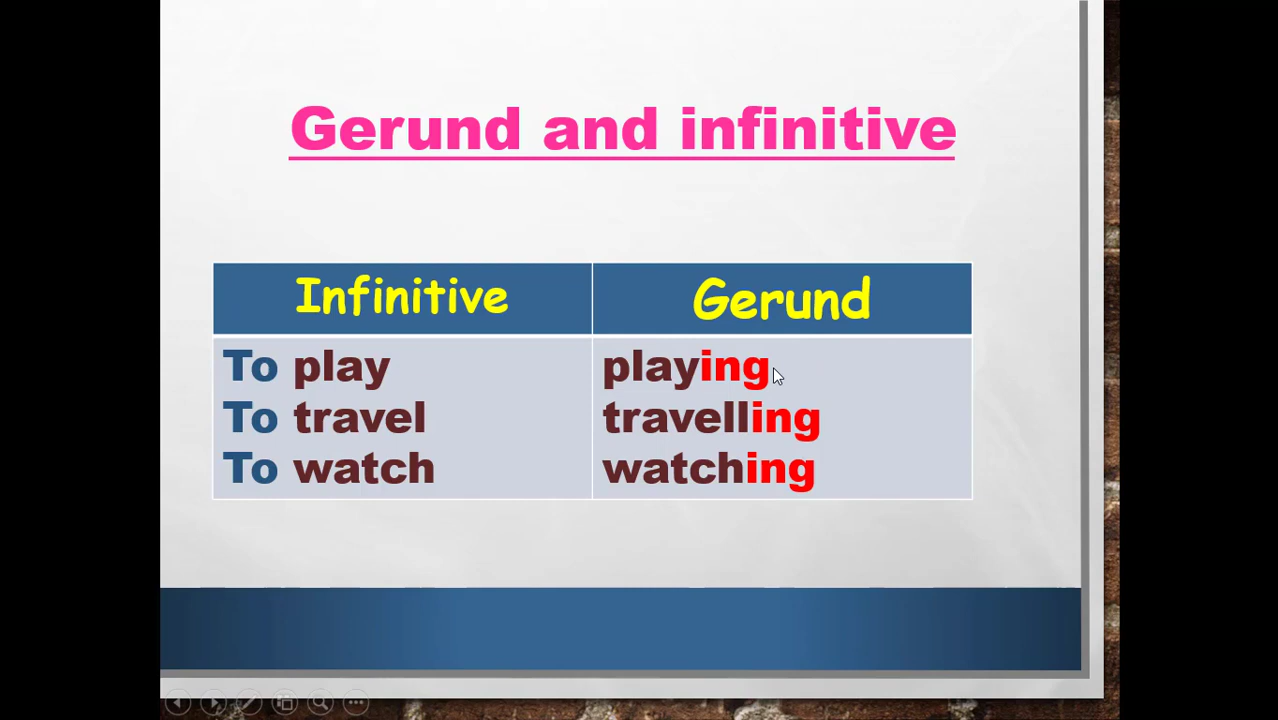 Gerund and infinitive
Infinitive
Gerund
To play
playing
To travel
travelling
To watch
watching